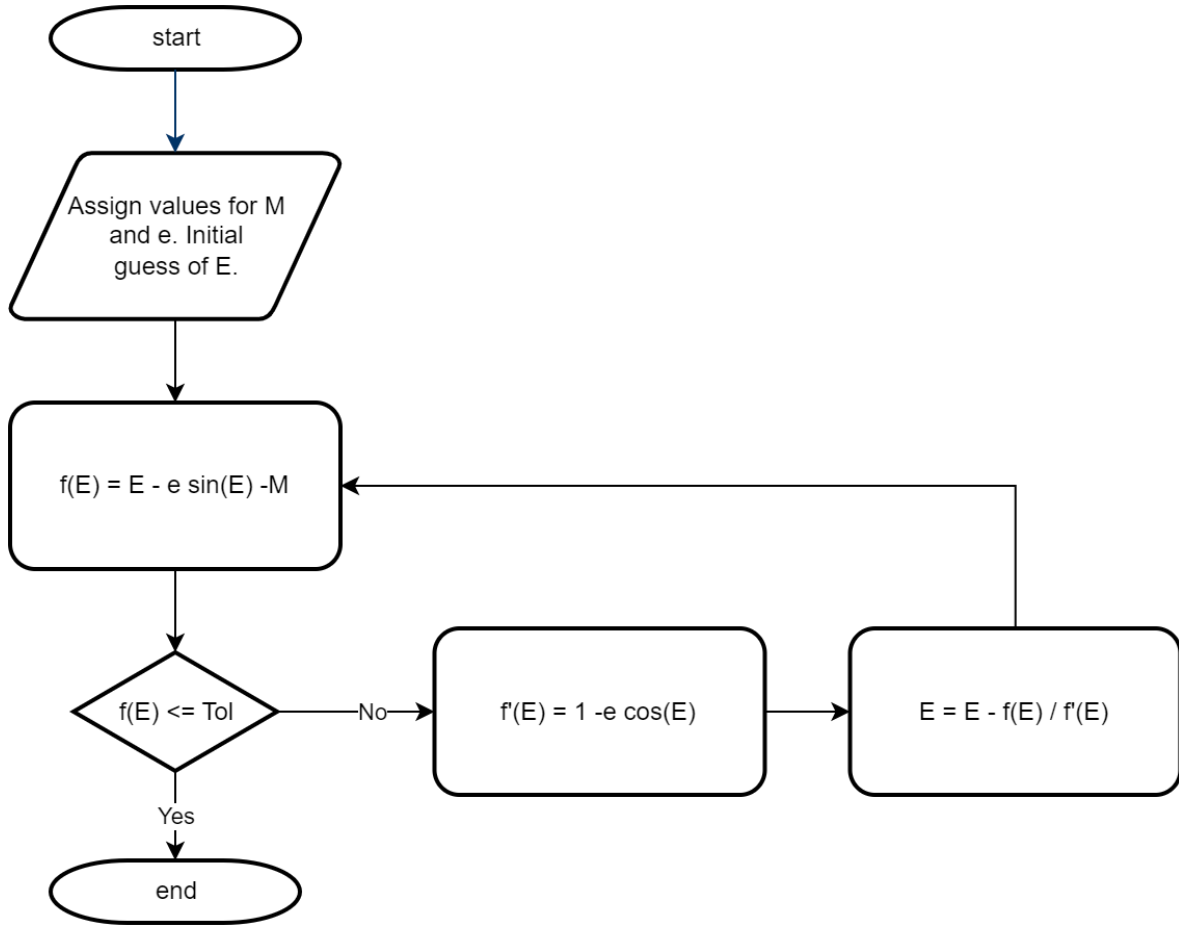 start
Assign values for M
and e. Initial
guess of E.
f(E) = E - e sin(E) -M
f(E) <= Tol
No
f'(E) = 1 -e cos(E)
E = E - f(E) / f'(E)
Yes
end